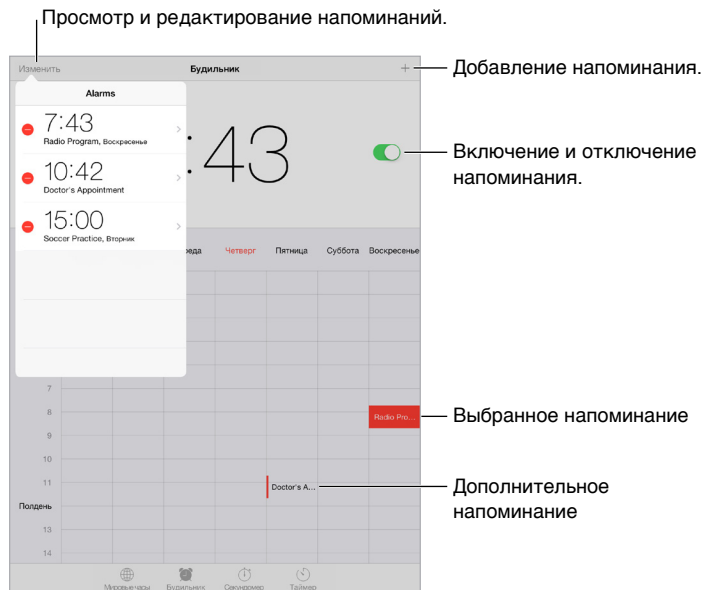 Просмотр и редактирование напоминаний.
Изменить
Будильник
+
Добавление напоминания.
Alarms
7:43
Radio Program, Воскресенье
10:42
Doctor's Appointment
15:00
Soccer Practice, Вторник
:43
Включение и отключение
напоминания.
реда
Четверг
Пятница
Суббота
Воскресенье
7
8
Radio Pro...
Выбранное напоминание
9
10
11
Doctor's A...
Дополнительное
напоминание
Полдень
13
14
Мировые часы
Будильник
Секундомер
Таймер